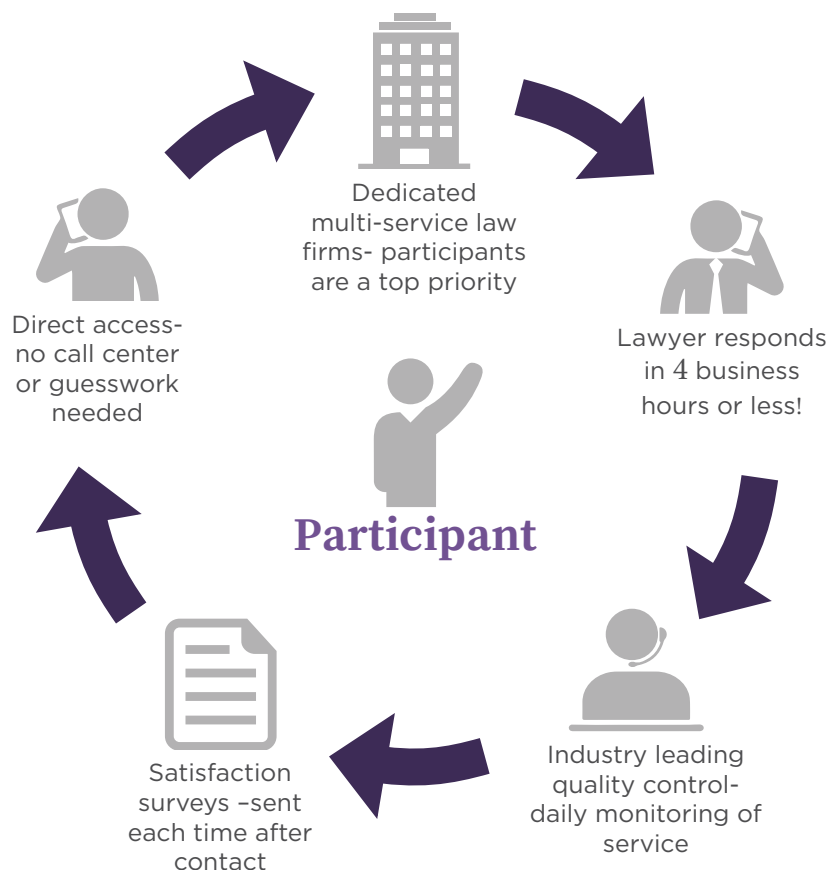 Dedicated
multi-service law
firms- participants
are a top priority
Lawyer responds
in 4 business
hours or less!
Industry leading
quality control-
daily monitoring of
service
Satisfaction
surveys –sent
each time after
contact
Direct access-
no call center
or guesswork
needed
Participant